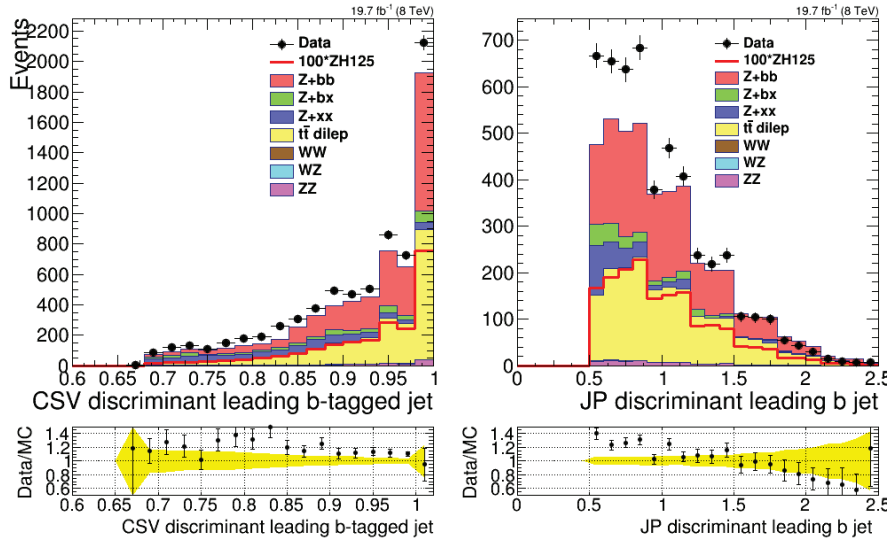 19.7 fb⁻¹ (8 TeV)
Events
2200
2000
1800
1600
1400
1200
1000
800
600
400
200
0
Data
100*ZH125
Z+bb
Z+bx
Z+xx
tt̄ dilep
WW
WZ
ZZ
0.6 0.65 0.7 0.75 0.8 0.85 0.9 0.95 1
CSV discriminant leading b-tagged jet
Data/MC
1.4
1.2
1
0.8
0.6
0.6 0.65 0.7 0.75 0.8 0.85 0.9 0.95 1
CSV discriminant leading b-tagged jet
19.7 fb⁻¹ (8 TeV)
700
600
500
400
300
200
100
0
Data
100*ZH125
Z+bb
Z+bx
Z+xx
tt̄ dilep
WW
WZ
ZZ
0 0.5 1 1.5 2 2.5
JP discriminant leading b jet
Data/MC
1.4
1.2
1
0.8
0.6
0 0.5 1 1.5 2 2.5
JP discriminant leading b jet